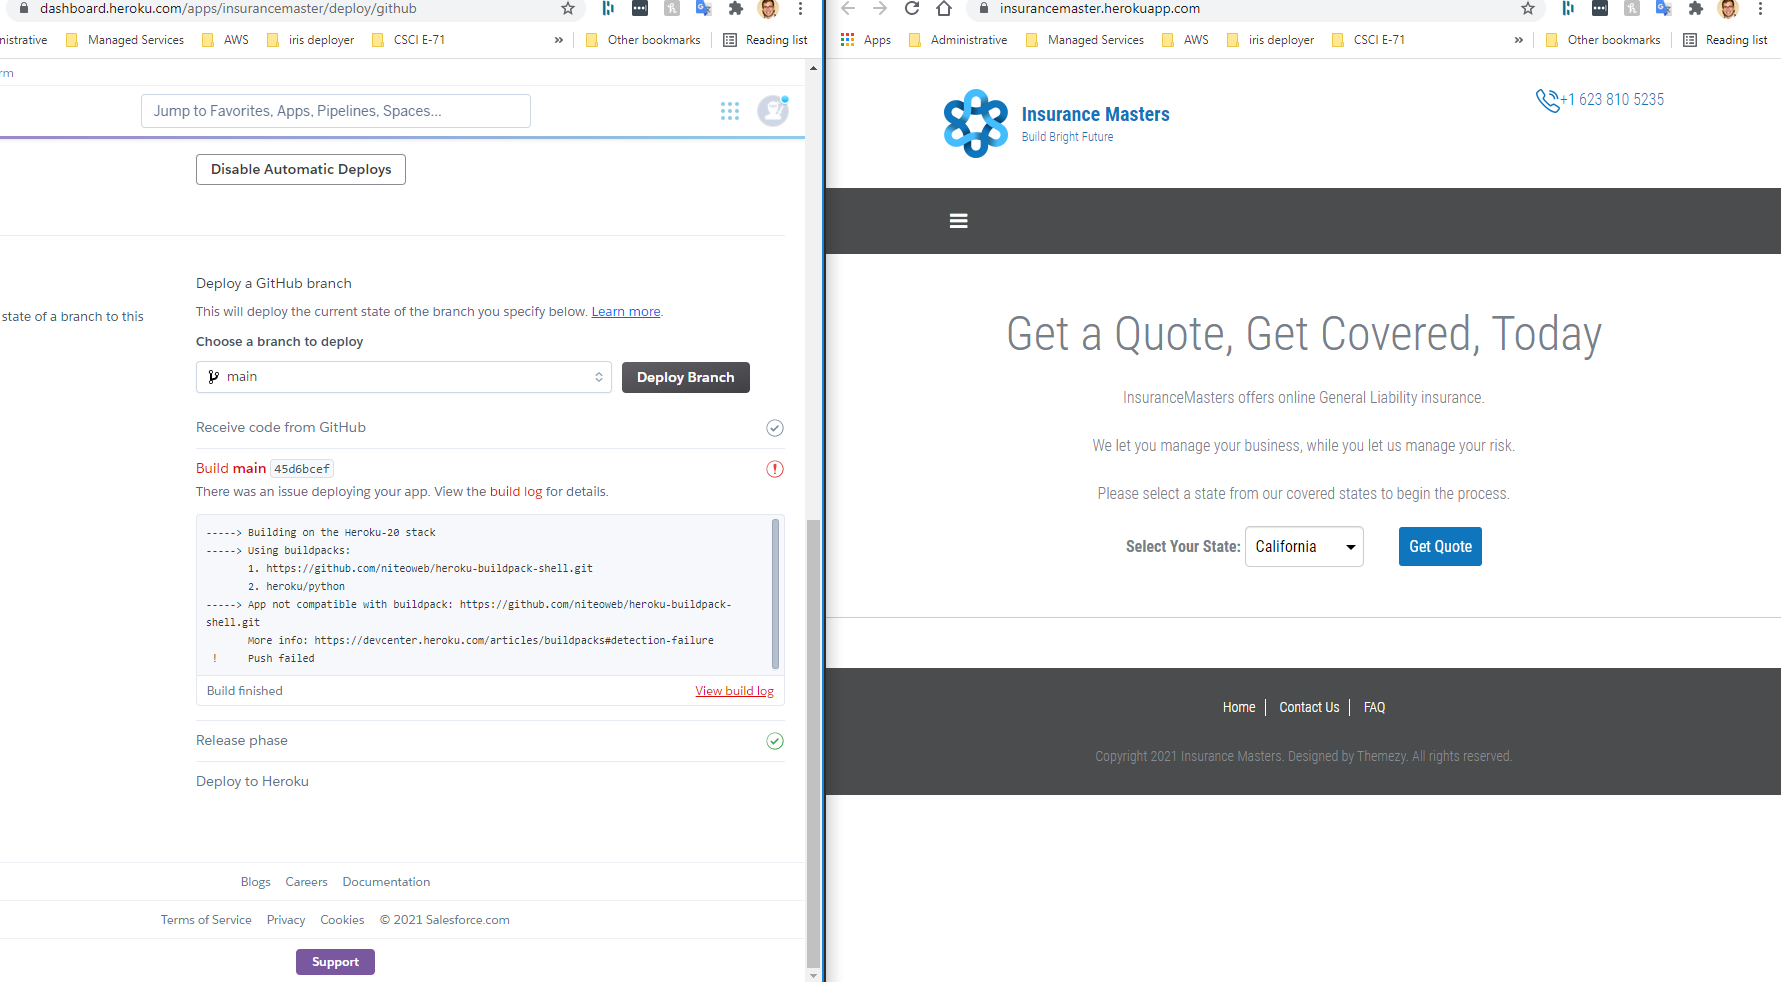 dashboard.heroku.com/apps/insurancemaster/deploy/github
nistrative Managed Services AWS iris deployer CSCI E-71 » Other bookmarks Reading list
rm
Jump to Favorites, Apps, Pipelines, Spaces...
Disable Automatic Deploys
Deploy a GitHub branch
state of a branch to this
This will deploy the current state of the branch you specify below. Learn more.
Choose a branch to deploy
main
Deploy Branch
Receive code from GitHub
Build main 45d6bcef
There was an issue deploying your app. View the build log for details.
-----> Building on the Heroku-20 stack
-----> Using buildpacks:
1. https://github.com/niteoweb/heroku-buildpack-shell.git
2. heroku/python
-----> App not compatible with buildpack: https://github.com/niteoweb/heroku-buildpack-
shell.git
More info: https://devcenter.heroku.com/articles/buildpacks#detection-failure
! Push failed
Build finished View build log
Release phase
Deploy to Heroku
Blogs Careers Documentation
Terms of Service Privacy Cookies © 2021 Salesforce.com
Support
insurancemaster.herokuapp.com
Apps Administrative Managed Services AWS iris deployer CSCI E-71 » Other bookmarks Reading list
Insurance Masters
Build Bright Future
+1 623 810 5235
Get a Quote, Get Covered, Today
InsuranceMasters offers online General Liability insurance.
We let you manage your business, while you let us manage your risk.
Please select a state from our covered states to begin the process.
Select Your State: California Get Quote
Home Contact Us FAQ
Copyright 2021 Insurance Masters. Designed by Themezy. All rights reserved.